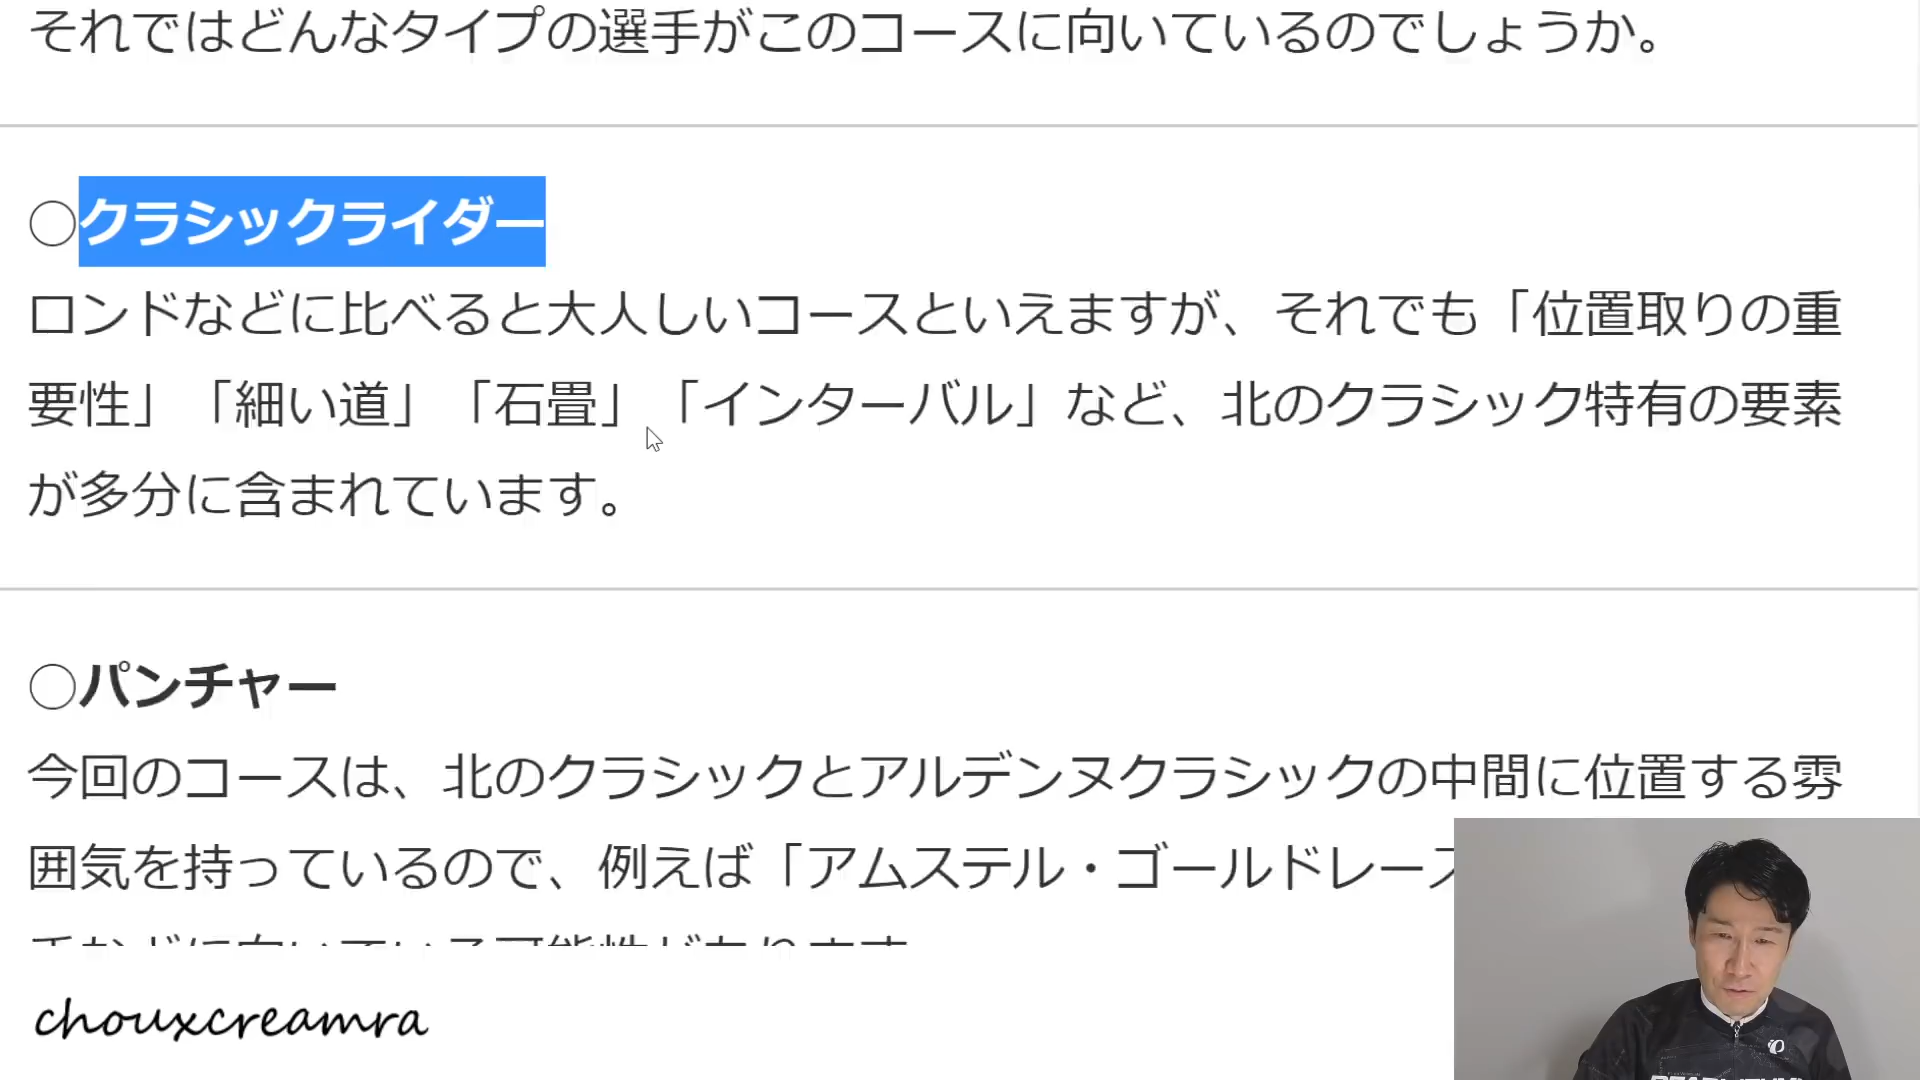 それではどんなタイプの選手がこのコースに向いているのでしょうか。
○クラシックライダー
ロンドなどに比べると大人しいコースといえますが、それでも「位置取りの重
要性」「細い道」「石畳」「インターバル」など、北のクラシック特有の要素
が多分に含まれています。
○パンチャー
今回のコースは、北のクラシックとアルデンヌクラシックの中間に位置する雰
囲気を持っているので、例えば「アムステル・ゴールドレース
chouxcreamra